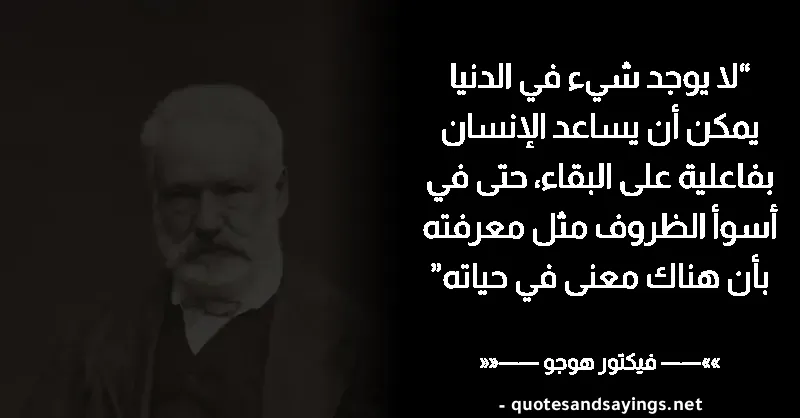 “لا يوجد شيء في الدنيا
يمكن أن يساعد الإنسان
بفاعلية على البقاء، حتى في
أسوأ الظروف مثل معرفته
بأن هناك معنى في حياته”
»»—— فيكتور هوجو ——««
- quotesandsayings.net